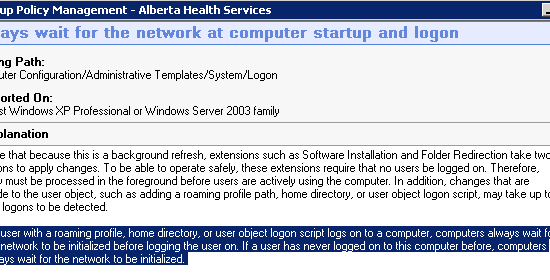 up Policy Management - Alberta Health Services
ays wait for the network at computer startup and logon
ng Path:
uter Configuration/Administrative Templates/System/Logon
orted On:
st Windows XP Professional or Windows Server 2003 family
planation
e that because this is a background refresh, extensions such as Software Installation and Folder Redirection take two
ons to apply changes. To be able to operate safely, these extensions require that no users be logged on. Therefore,
y must be processed in the foreground before users are actively using the computer. In addition, changes that are
de to the user object, such as adding a roaming profile path, home directory, or user object logon script, may take up to
logons to be detected.
user with a roaming profile, home directory, or user object logon script logs on to a computer, computers always wait fo
network to be initialized before logging the user on. If a user has never logged on to this computer before, computers
ays wait for the network to be initialized.